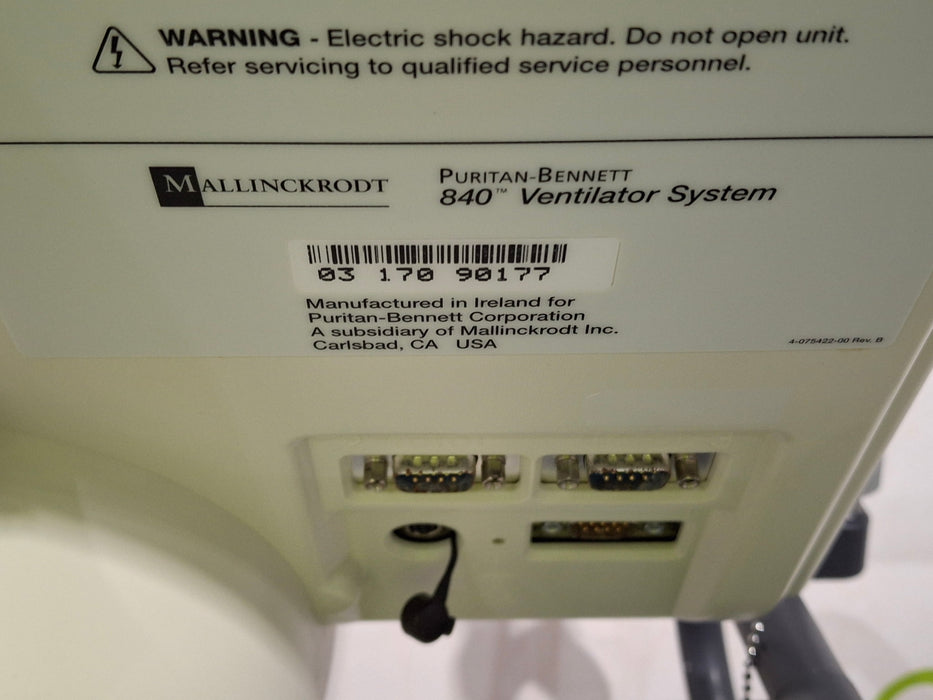 WARNING - Electric shock hazard. Do not open unit.
Refer servicing to qualified service personnel.
MALLINCKRODT
PURITAN-BENNETT
840™ Ventilator System
03 170 90177
Manufactured in Ireland for
Puritan-Bennett Corporation
A subsidiary of Mallinckrodt Inc.
Carlsbad, CA USA
4-075422-00 Rev. B